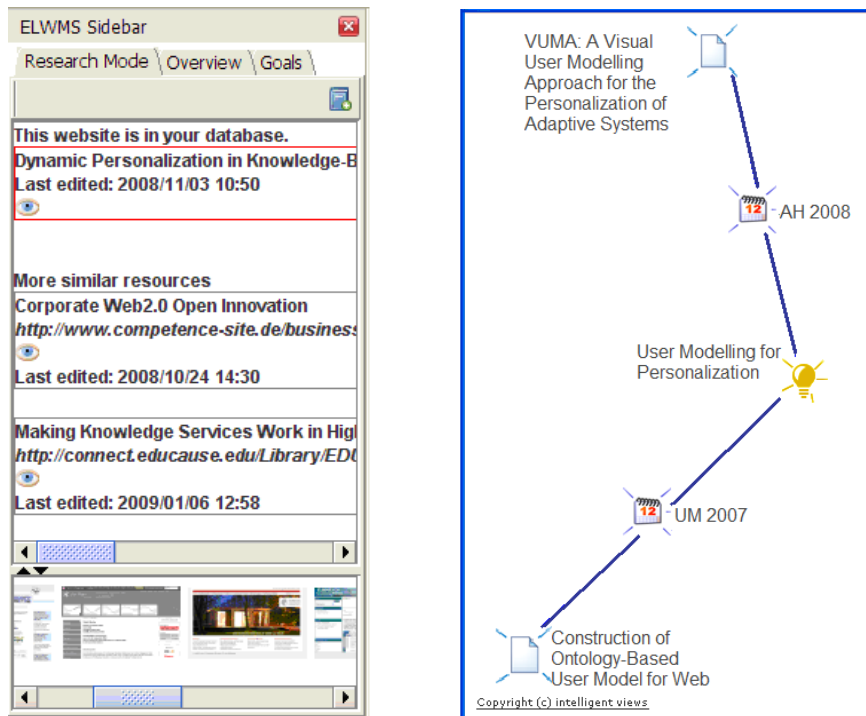 ELWMS Sidebar
Research Mode Overview Goals
This website is in your database.
Dynamic Personalization in Knowledge-B
Last edited: 2008/11/03 10:50
More similar resources
Corporate Web2.0 Open Innovation
http://www.competence-site.de/business
Last edited: 2008/10/24 14:30
Making Knowledge Services Work in Hig
http://connect.educause.edu/Library/EDU
Last edited: 2009/01/06 12:58
VUMA: A Visual
User Modelling
Approach for the
Personalization of
Adaptive Systems
12
AH 2008
User Modelling for
Personalization
12
UM 2007
Construction of
Ontology-Based
User Model for Web
Copyright (c) intelligent views